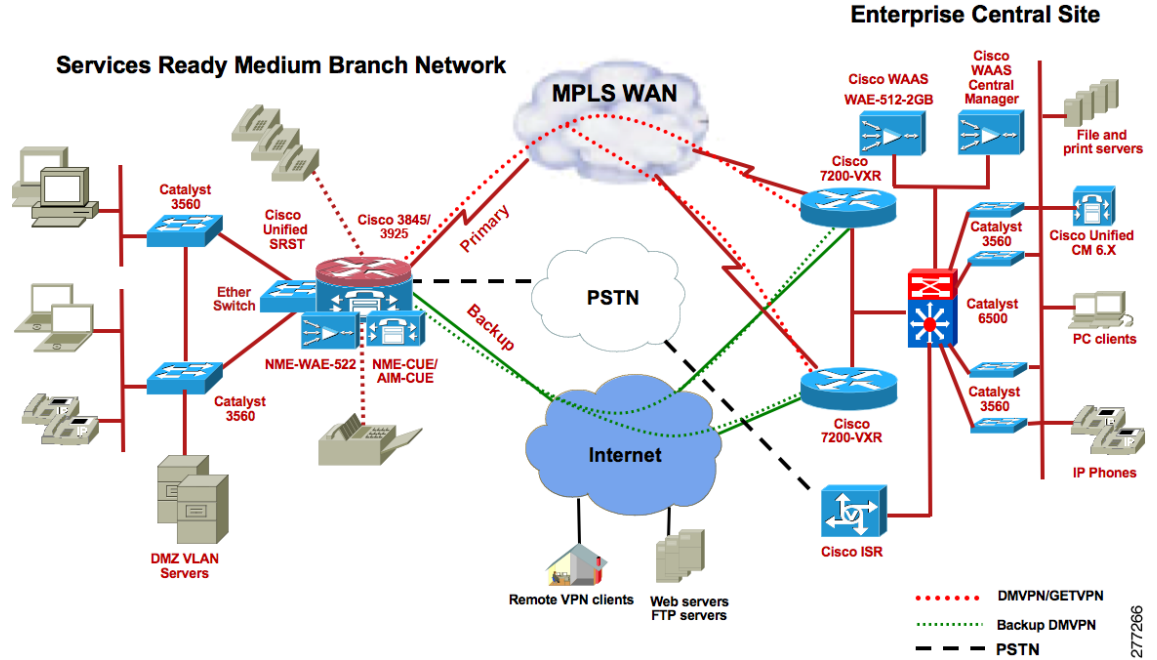 Enterprise Central Site
Services Ready Medium Branch Network
MPLS WAN
Cisco WAAS
WAE-512-2GB
Cisco
WAAS
Central
Manager
File and
print servers
Catalyst
3560
Cisco
Unified
SRST
Cisco 3845/
3925
Primary
Cisco
7200-VXR
Catalyst
3560
Cisco Unified
CM 6.X
Ether
Switch
PSTN
Backup
Catalyst
6500
PC clients
NME-WAE-522
NME-CUE/
AIM-CUE
Catalyst
3560
Catalyst
3560
Cisco
7200-VXR
IP
IP
IP
IP Phones
Internet
DMZ VLAN
Servers
V
Cisco ISR
Remote VPN clients
Web servers
FTP servers
DMVPN/GETVPN
Backup DMVPN
PSTN
277266